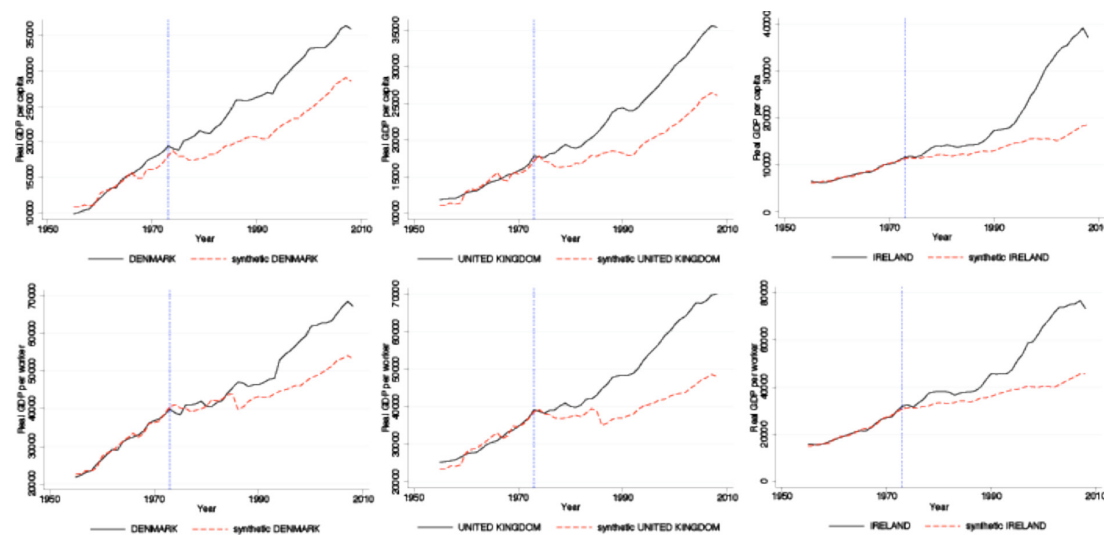 Real GDP per capita
10000 15000 20000 25000 30000 35000
1950 1970 1990 2010
Year
DENMARK synthetic DENMARK
Real GDP per capita
10000 15000 20000 25000 30000 35000
1950 1970 1990 2010
Year
UNITED KINGDOM synthetic UNITED KINGDOM
Real GDP per capita
0 10000 20000 30000 40000
1950 1970 1990 2010
Year
IRELAND synthetic IRELAND
Real GDP per worker
20000 30000 40000 50000 60000 70000
1950 1970 1990 2010
Year
DENMARK synthetic DENMARK
Real GDP per worker
20000 30000 40000 50000 60000 70000
1950 1970 1990 2010
Year
UNITED KINGDOM synthetic UNITED KINGDOM
Real GDP per worker
0 20000 40000 60000 80000
1950 1970 1990 2010
Year
IRELAND synthetic IRELAND